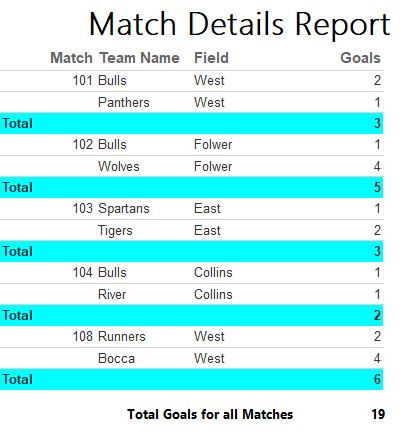 Match Details Report
Match Team Name Field Goals
101 Bulls West 2
Panthers West 1
Total 3
102 Bulls Folwer 1
Wolves Folwer 4
Total 5
103 Spartans East 1
Tigers East 2
Total 3
104 Bulls Collins 1
River Collins 1
Total 2
108 Runners West 2
Bocca West 4
Total 6
Total Goals for all Matches 19